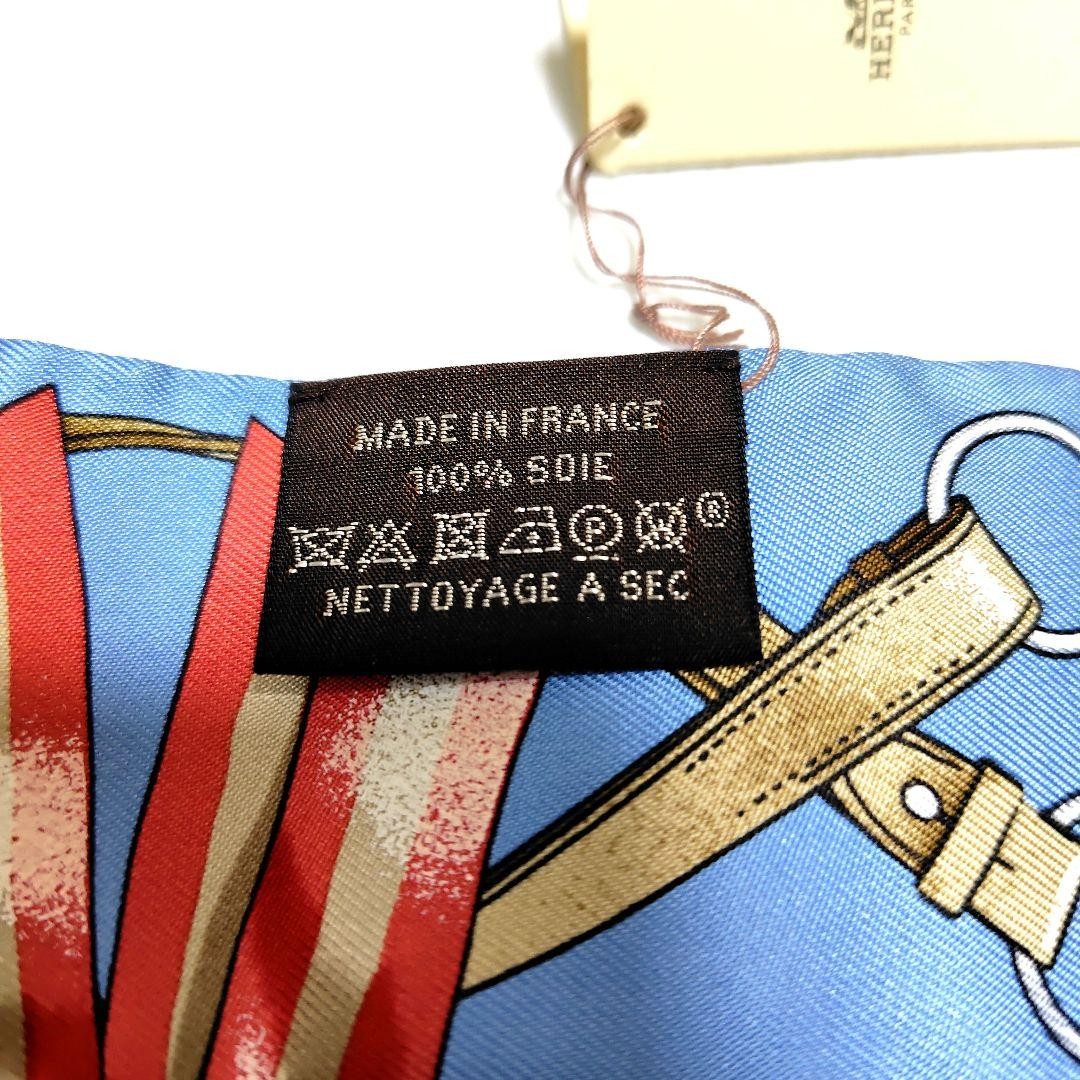 MADE IN FRANCE
100% SOIE
P ®
NETTOYAGE A SEC